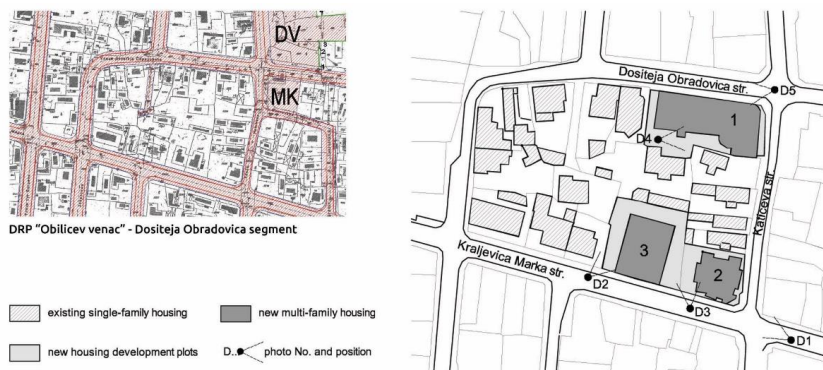 DV
MK
DRP "Obilicev venac" - Dositeja Obradovica segment
existing single-family housing
new multi-family housing
new housing development plots
D.. photo No. and position
Dositeja Obradovica str.
D5
1
D4
Katiceva str.
3
Kraljevica Marka str.
2
D2
D3
D1